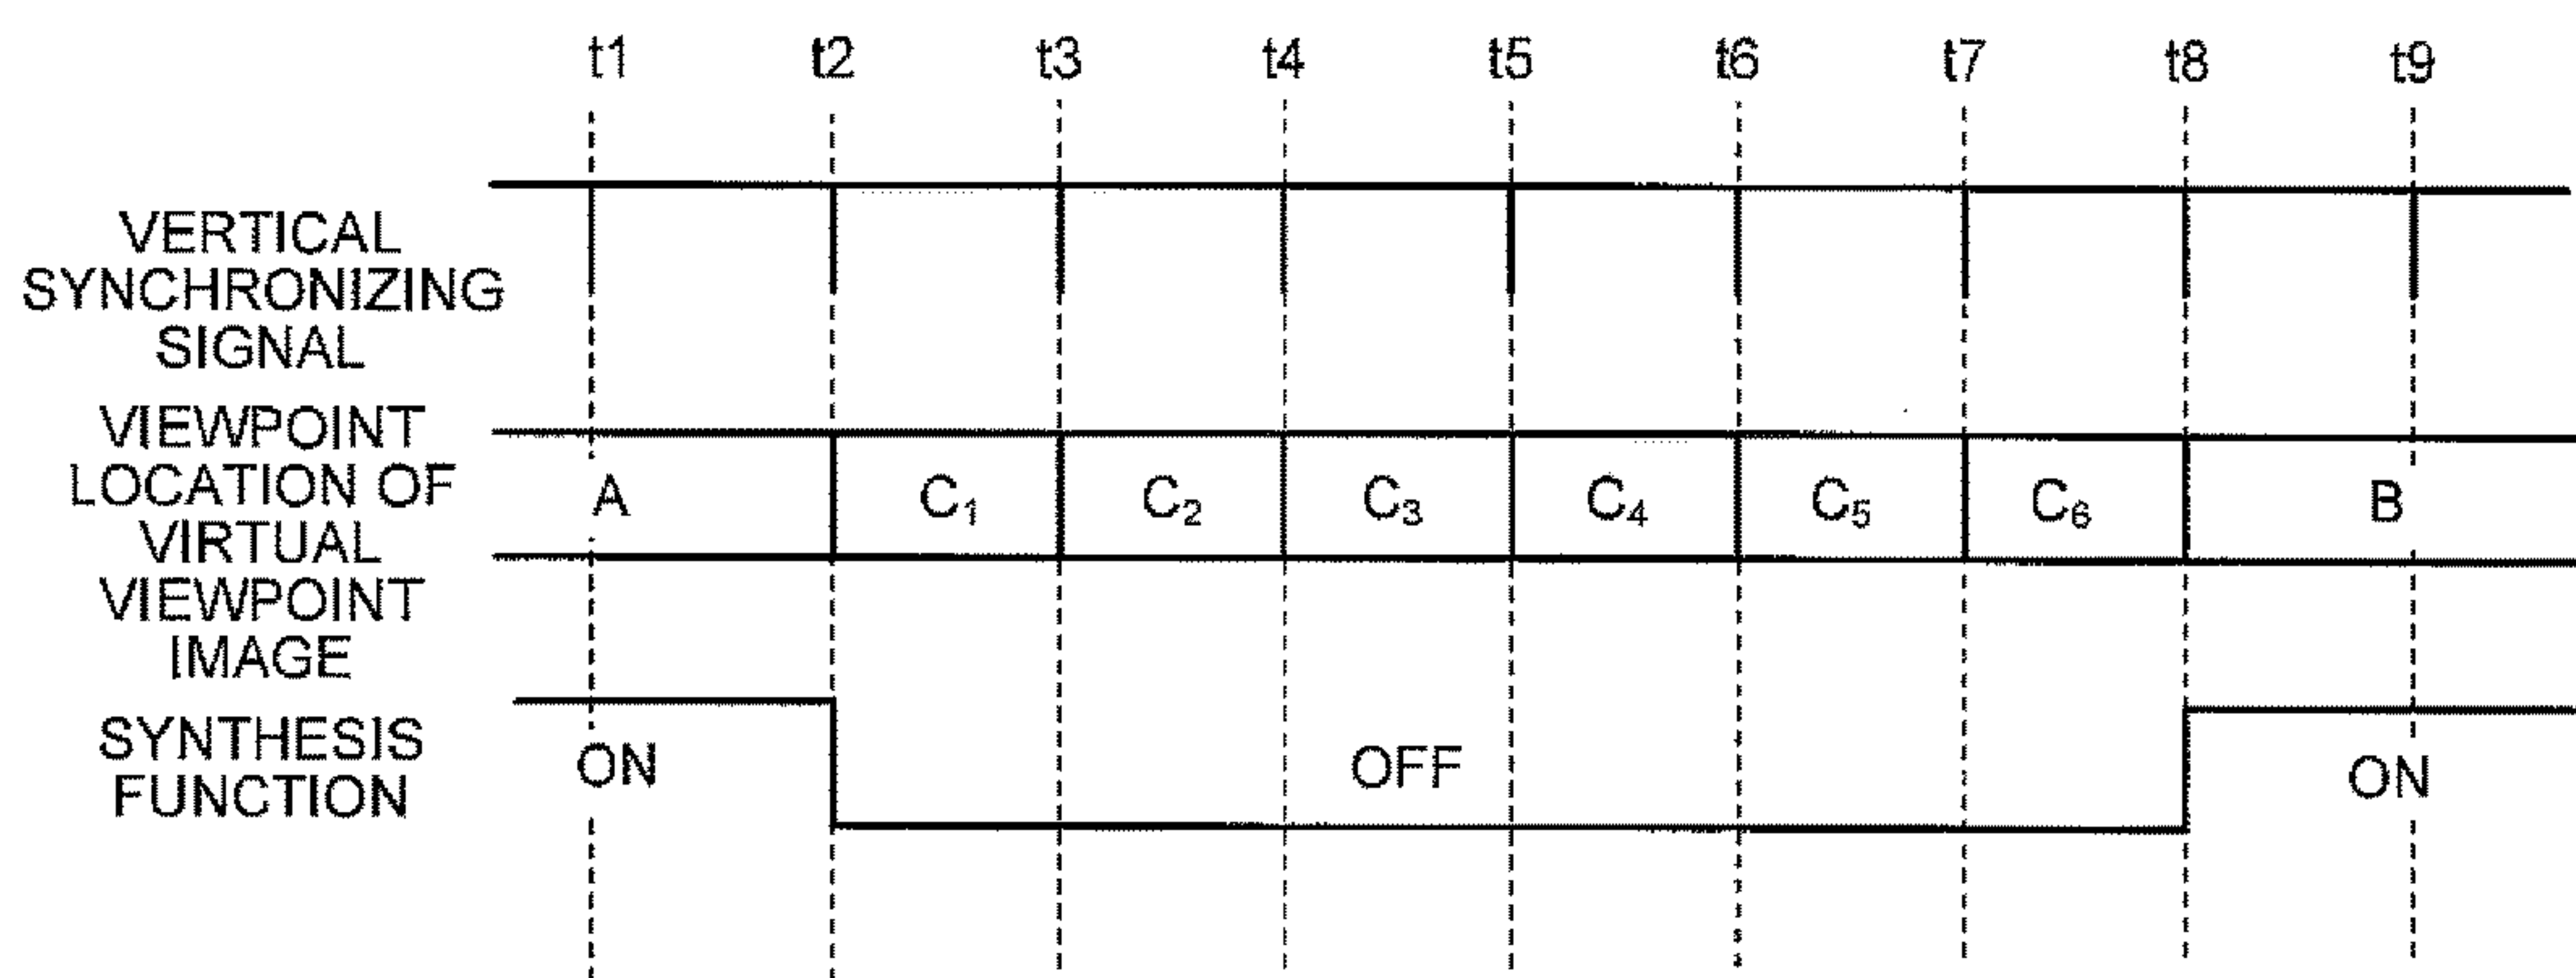 t1 t2 t3 t4 t5 t6 t7 t8 t9
VERTICAL
SYNCHRONIZING
SIGNAL
VIEWPOINT
LOCATION OF
VIRTUAL
VIEWPOINT
IMAGE
A C₁ C₂ C₃ C₄ C₅ C₆ B
SYNTHESIS
FUNCTION
ON OFF ON